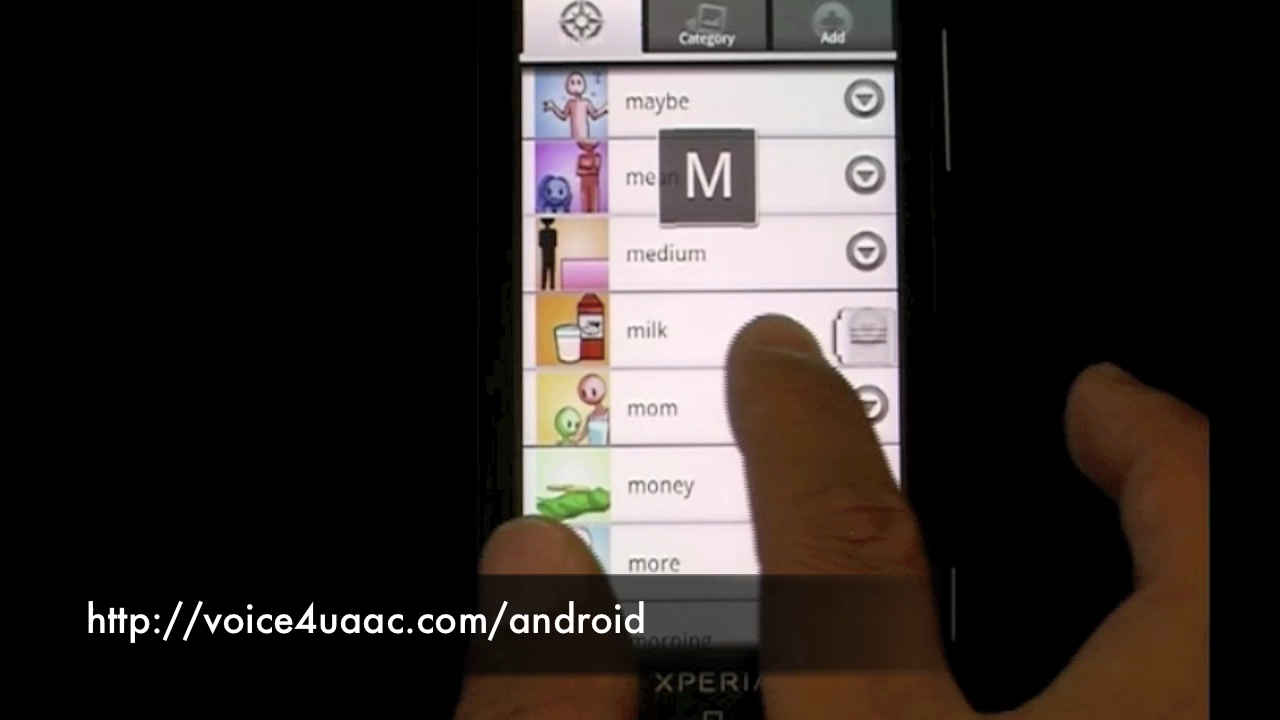 Category
Add
maybe
mean
M
medium
milk
mom
money
more
http://voice4uaac.com/android
morning
XPERIA